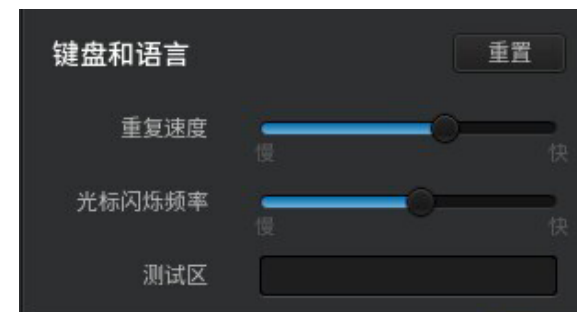 键盘和语言 重置
重复速度
慢 快
光标闪烁频率
慢 快
测试区